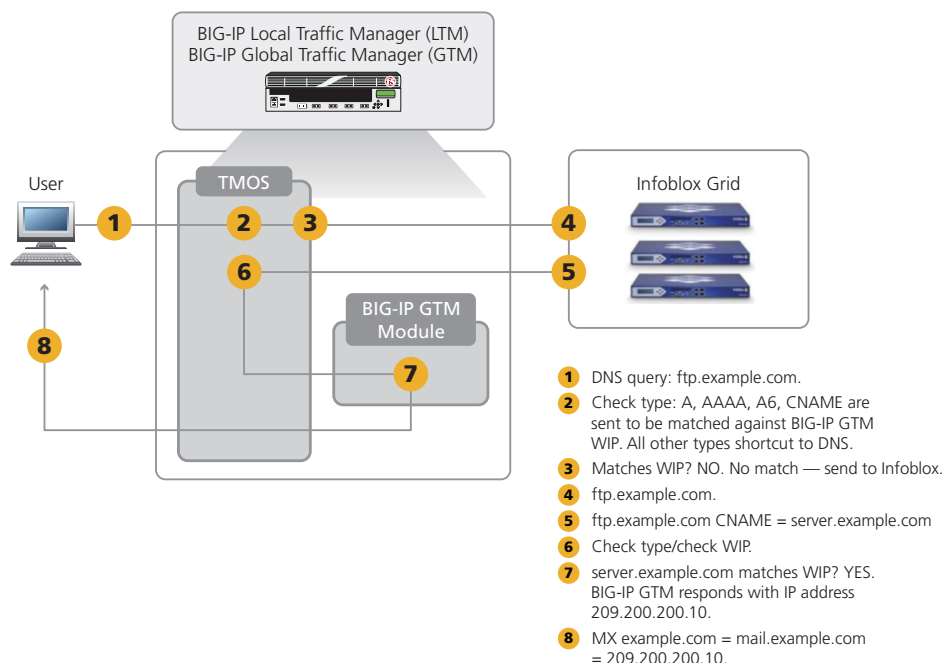 BIG-IP Local Traffic Manager (LTM)
BIG-IP Global Traffic Manager (GTM)
User
TMOS
Infoblox Grid
1
2
3
4
6
5
BIG-IP GTM
Module
8
7
1 DNS query: ftp.example.com.
2 Check type: A, AAAA, A6, CNAME are
sent to be matched against BIG-IP GTM
WIP. All other types shortcut to DNS.
3 Matches WIP? NO. No match — send to Infoblox.
4 ftp.example.com.
5 ftp.example.com CNAME = server.example.com
6 Check type/check WIP.
7 server.example.com matches WIP? YES.
BIG-IP GTM responds with IP address
209.200.200.10.
8 MX example.com = mail.example.com
= 209.200.200.10.